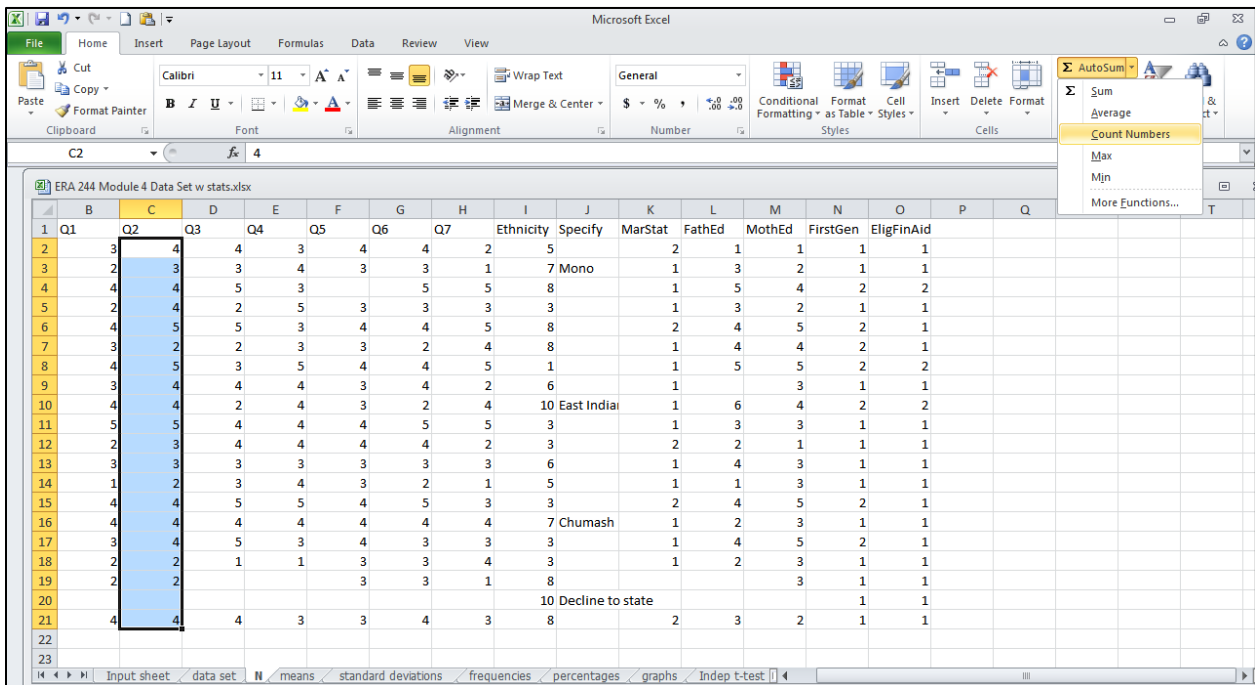 Microsoft Excel
File Home Insert Page Layout Formulas Data Review View
Cut
Copy
Format Painter
Paste
Clipboard
Calibri 11
B I U
Font
Wrap Text
Merge & Center
Alignment
General
$ % ,
Number
Conditional Formatting
Format as Table
Cell Styles
Styles
Insert Delete Format
Cells
Σ AutoSum
Σ Sum
Average
Count Numbers
Max
Min
More Functions...
C2 fx 4
ERA 244 Module 4 Data Set w stats.xlsx
B C D E F G H I J K L M N O P Q T
1 Q1 Q2 Q3 Q4 Q5 Q6 Q7 Ethnicity Specify MarStat FathEd MothEd FirstGen EligFinAid
2 3 4 4 3 4 4 2 5 2 1 1 1 1
3 2 3 3 4 3 3 1 7 Mono 1 3 2 1 1
4 4 4 5 3 5 5 8 1 5 4 2 2
5 2 4 2 5 3 3 3 3 1 3 2 1 1
6 4 5 5 3 4 4 5 8 2 4 5 2 1
7 3 2 2 3 3 2 4 8 1 4 4 2 1
8 4 5 3 5 4 4 5 1 1 5 5 2 2
9 3 4 4 4 3 4 2 6 1 3 1 1
10 4 4 2 4 3 2 4 10 East Indian 1 6 4 2 2
11 5 5 4 4 4 5 5 3 1 3 3 1 1
12 2 3 4 4 4 4 2 3 2 2 1 1 1
13 3 3 3 3 3 3 3 6 1 4 3 1 1
14 1 2 3 4 3 2 1 5 1 1 3 1 1
15 4 4 5 5 4 5 3 3 2 4 5 2 1
16 4 4 4 4 4 4 4 7 Chumash 1 2 3 1 1
17 3 4 5 3 4 3 3 3 1 4 5 2 1
18 2 2 1 1 3 3 4 3 1 2 3 1 1
19 2 2 3 3 1 8 3 1 1
20 10 Decline to state 1 1
21 4 4 4 3 3 4 3 8 2 3 2 1 1
22
23
Input sheet data set N means standard deviations frequencies percentages graphs Indep t-test